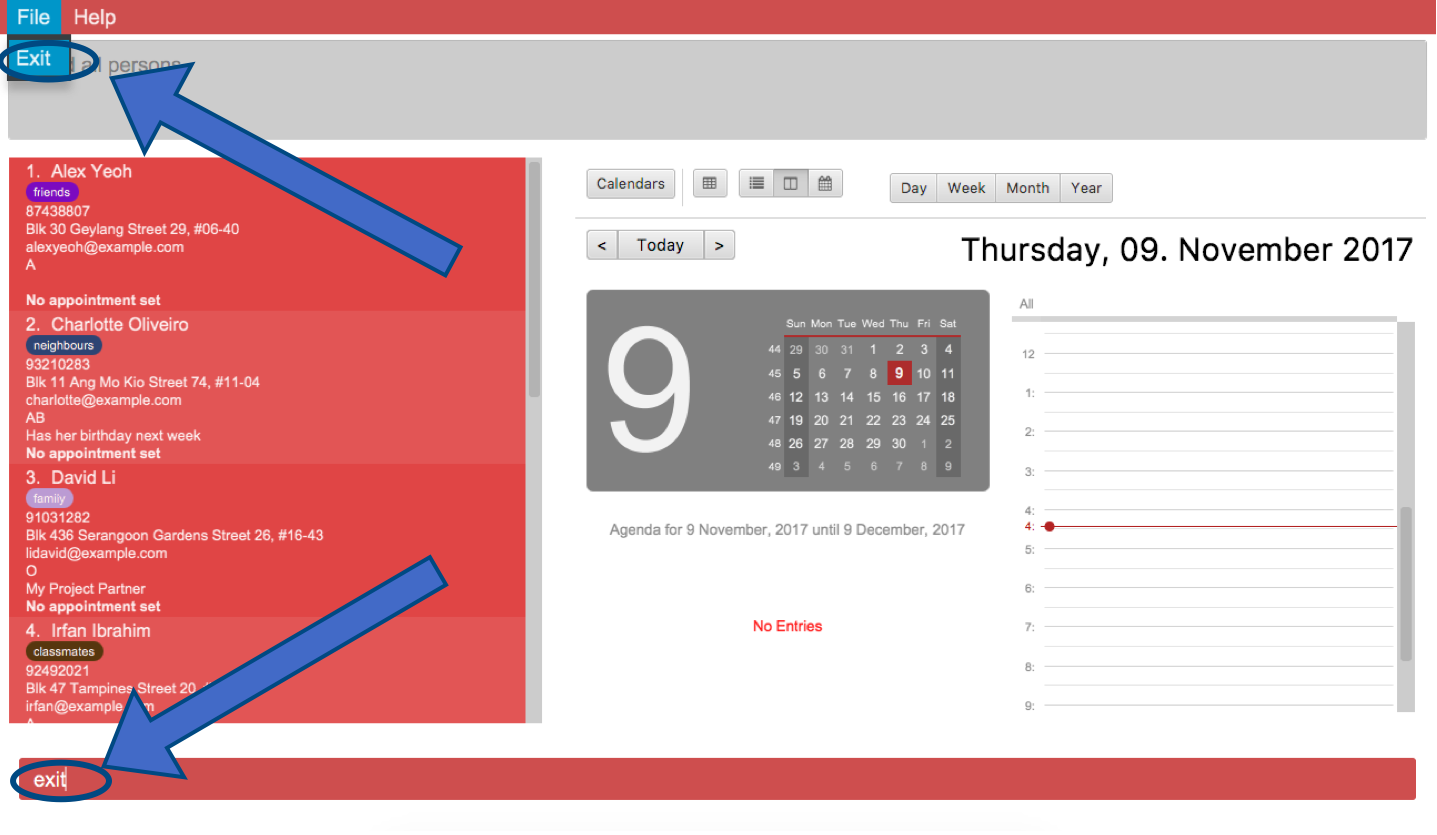 File Help
Exit
all persons
1. Alex Yeoh
friends
87438807
Blk 30 Geylang Street 29, #06-40
alexyeoh@example.com
A
No appointment set
2. Charlotte Oliveiro
neighbours
93210283
Blk 11 Ang Mo Kio Street 74, #11-04
charlotte@example.com
AB
Has her birthday next week
No appointment set
3. David Li
family
91031282
Blk 436 Serangoon Gardens Street 26, #16-43
lidavid@example.com
O
My Project Partner
No appointment set
4. Irfan Ibrahim
classmates
92492021
Blk 47 Tampines Street 20
irfan@example
exit
Calendars
Day Week Month Year
< Today >
Thursday, 09. November 2017
9
Sun Mon Tue Wed Thu Fri Sat
44 29 30 31 1 2 3 4
45 5 6 7 8 9 10 11
46 12 13 14 15 16 17 18
47 19 20 21 22 23 24 25
48 26 27 28 29 30 1 2
49 3 4 5 6 7 8 9
Agenda for 9 November, 2017 until 9 December, 2017
No Entries
All
12
1:
2:
3:
4:
4:
5:
6:
7:
8:
9: